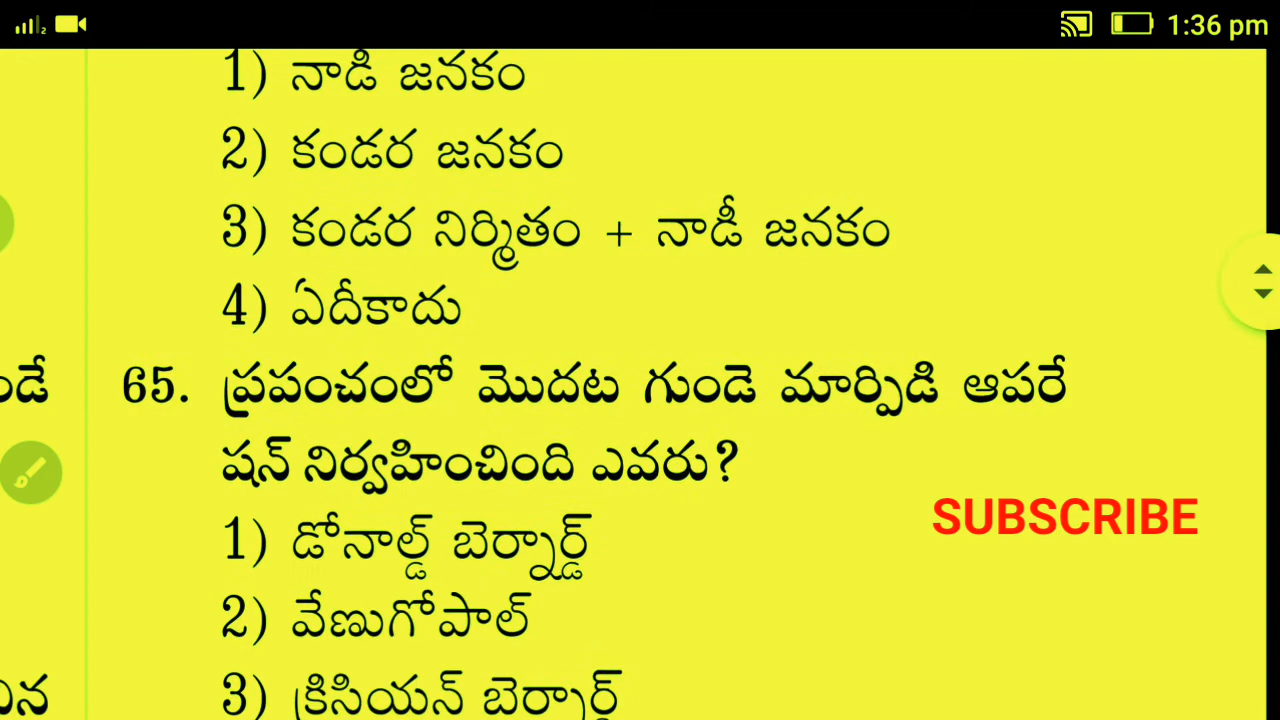 1:36 pm
1) నాడి జనకం
2) కండర జనకం
3) కండర నిర్మితం + నాడీ జనకం
4) ఏదీకాదు
65. ప్రపంచంలో మొదట గుండె మార్పిడి ఆపరే
షన్ నిర్వహించింది ఎవరు?
SUBSCRIBE
1) డోనాల్డ్ బెర్నార్డ్
2) వేణుగోపాల్
3) క్రిసియన్ బెర్నార్డ్